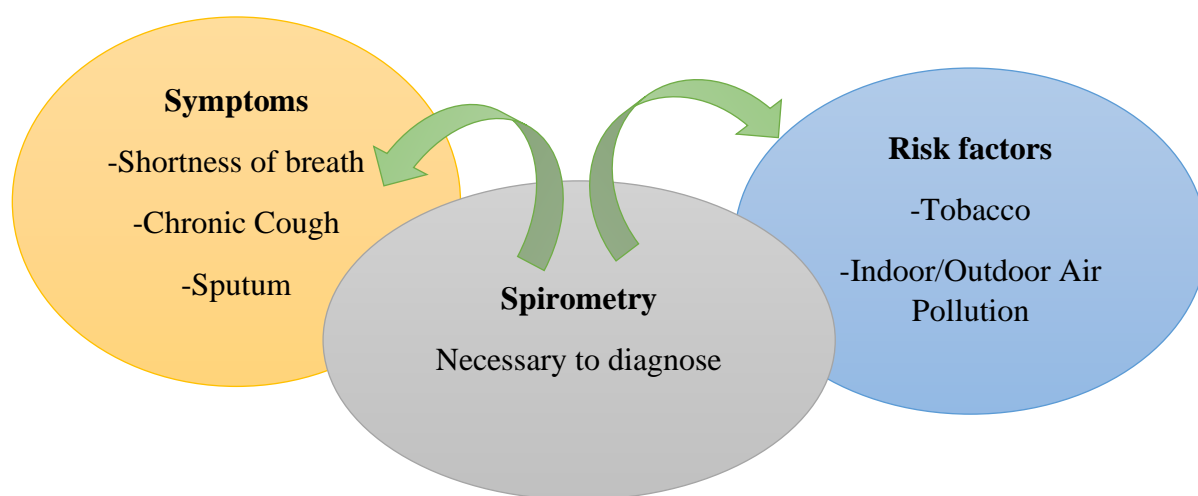 Symptoms
-Shortness of breath
-Chronic Cough
-Sputum
Spirometry
Necessary to diagnose
Risk factors
-Tobacco
-Indoor/Outdoor Air
Pollution